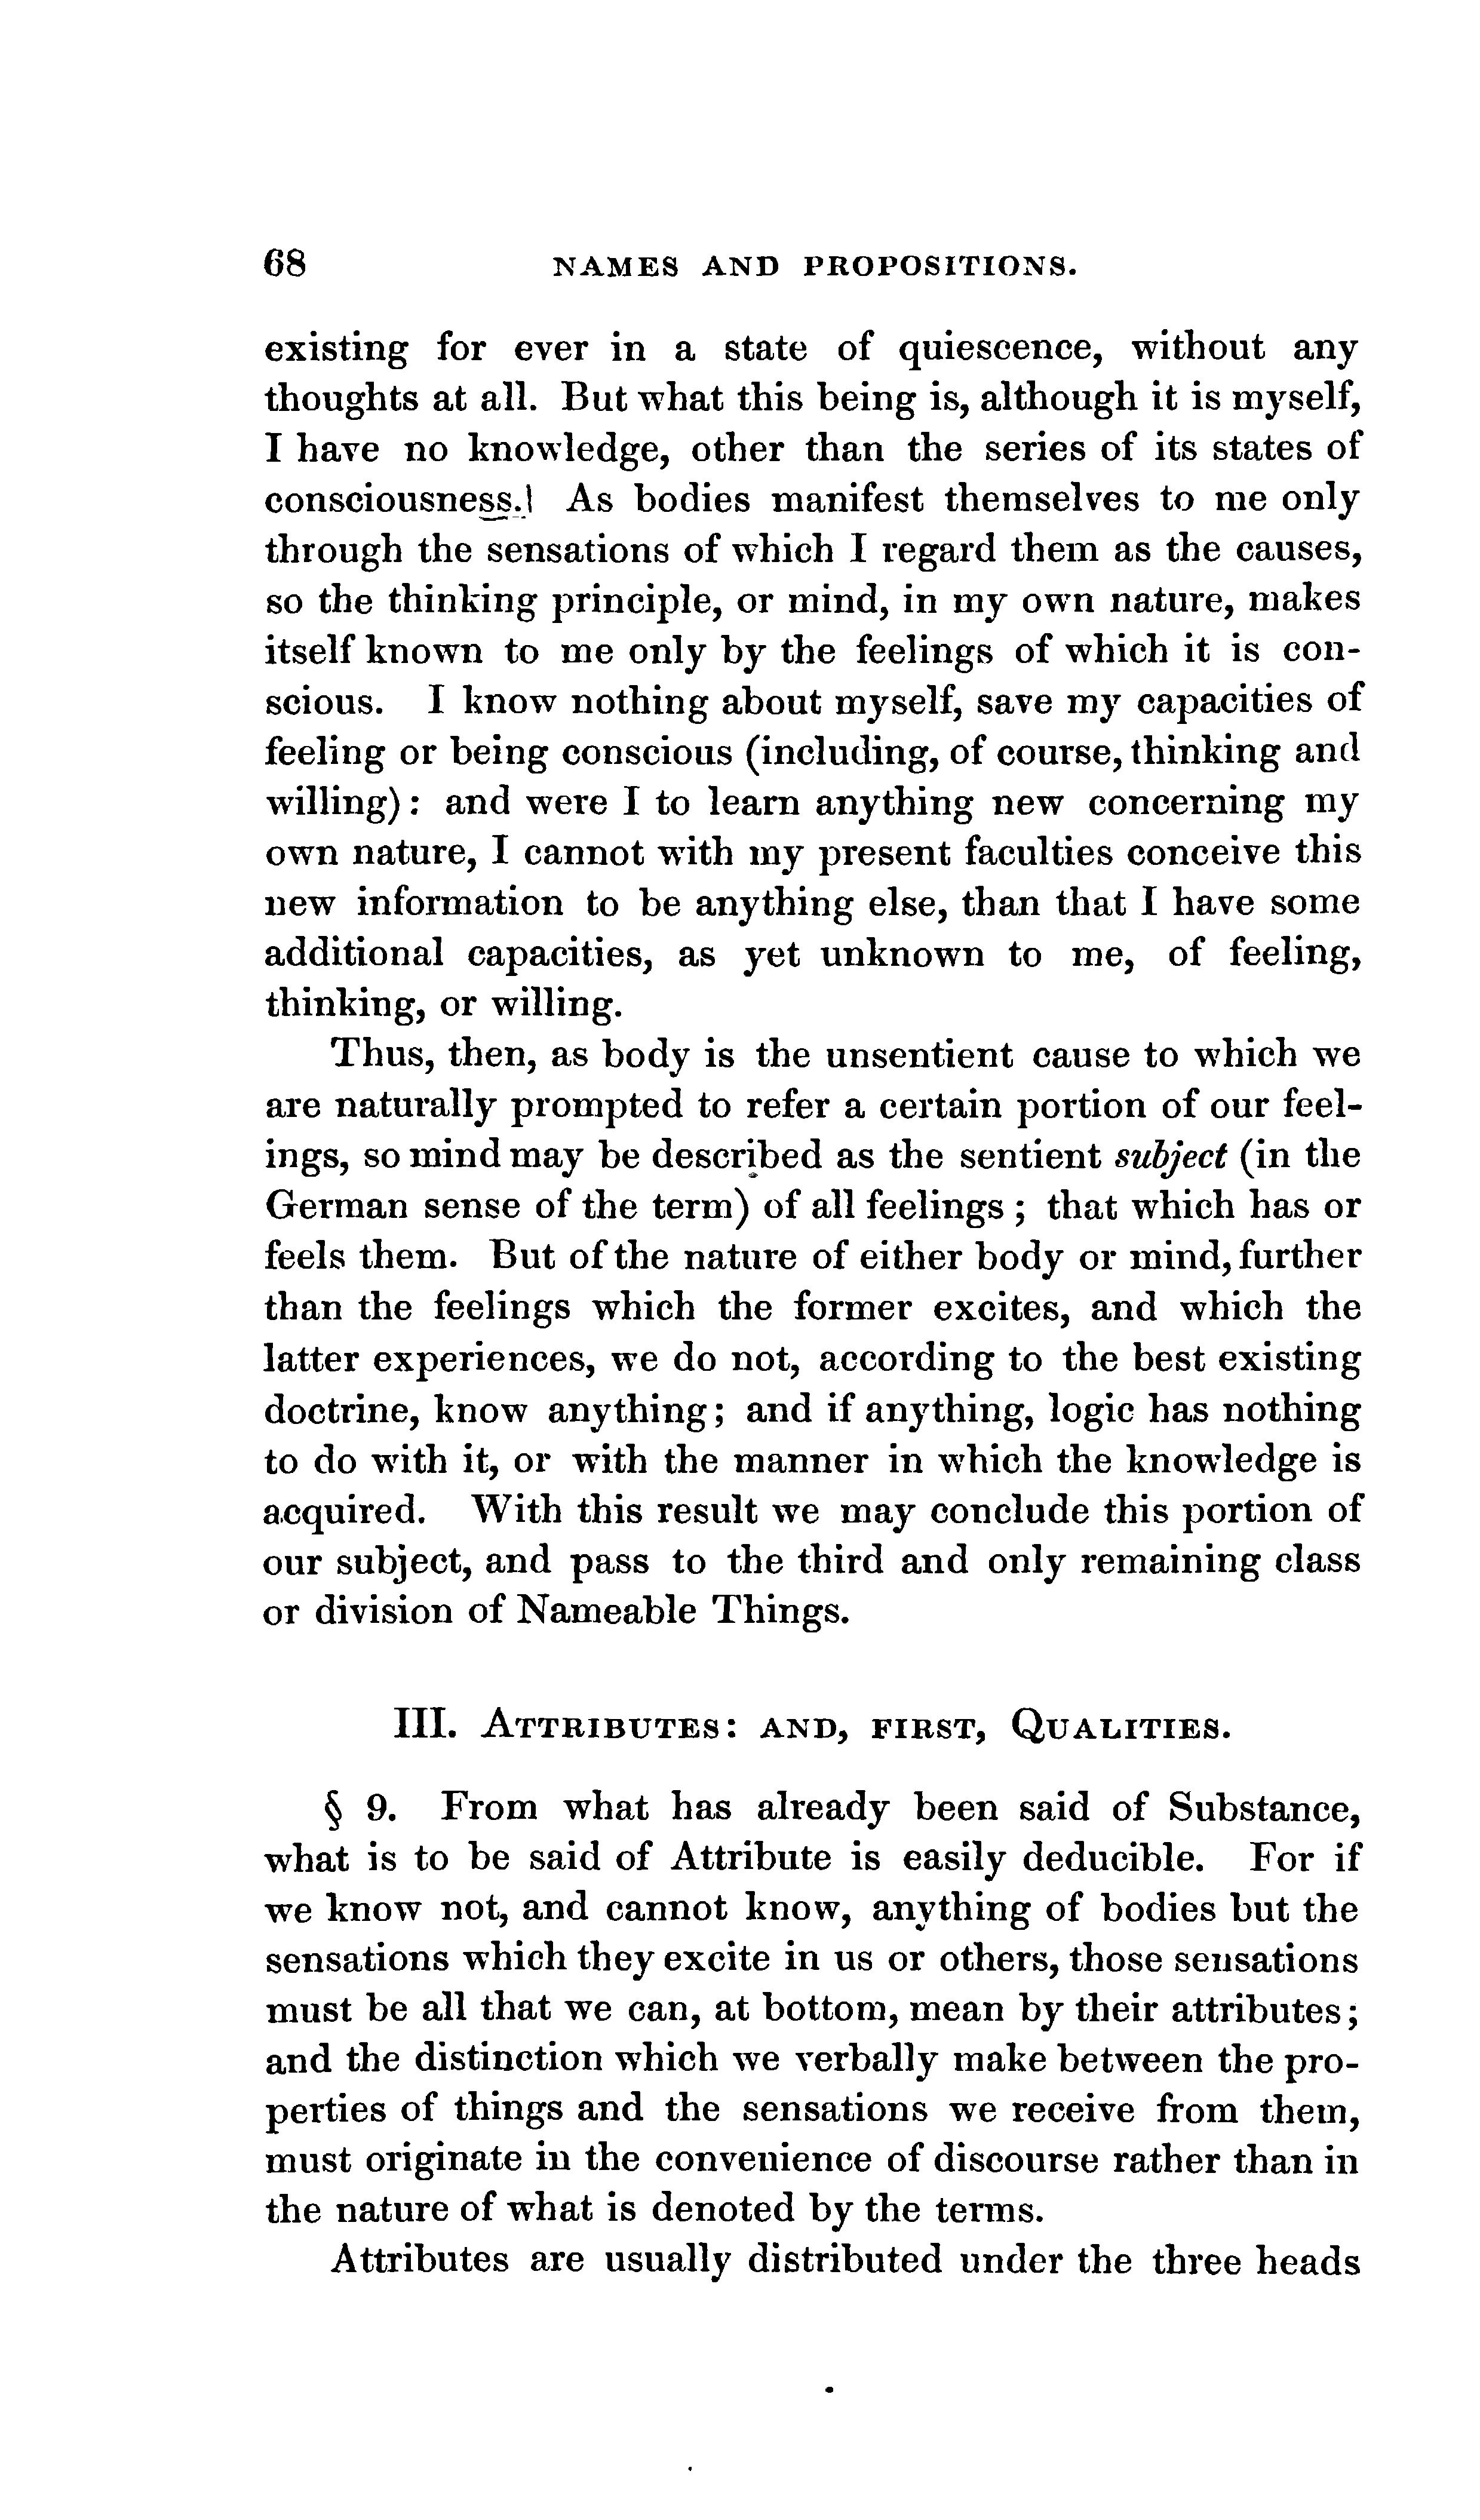 68 NAMES AND PROPOSITIONS.
existing for ever in a state of quiescence, without any
thoughts at all. But what this being is, although it is myself,
I have no knowledge, other than the series of its states of
consciousness. As bodies manifest themselves to me only
through the sensations of which I regard them as the causes,
so the thinking principle, or mind, in my own nature, makes
itself known to me only by the feelings of which it is con-
scious. I know nothing about myself, save my capacities of
feeling or being conscious (including, of course, thinking and
willing): and were I to learn anything new concerning my
own nature, I cannot with my present faculties conceive this
new information to be anything else, than that I have some
additional capacities, as yet unknown to me, of feeling,
thinking, or willing.
Thus, then, as body is the unsentient cause to which we
are naturally prompted to refer a certain portion of our feel-
ings, so mind may be described as the sentient subject (in the
German sense of the term) of all feelings; that which has or
feels them. But of the nature of either body or mind, further
than the feelings which the former excites, and which the
latter experiences, we do not, according to the best existing
doctrine, know anything; and if anything, logic has nothing
to do with it, or with the manner in which the knowledge is
acquired. With this result we may conclude this portion of
our subject, and pass to the third and only remaining class
or division of Nameable Things.
III. ATTRIBUTES: AND, FIRST, QUALITIES.
§ 9. From what has already been said of Substance,
what is to be said of Attribute is easily deducible. For if
we know not, and cannot know, anything of bodies but the
sensations which they excite in us or others, those sensations
must be all that we can, at bottom, mean by their attributes;
and the distinction which we verbally make between the pro-
perties of things and the sensations we receive from them,
must originate in the convenience of discourse rather than in
the nature of what is denoted by the terms.
Attributes are usually distributed under the three heads